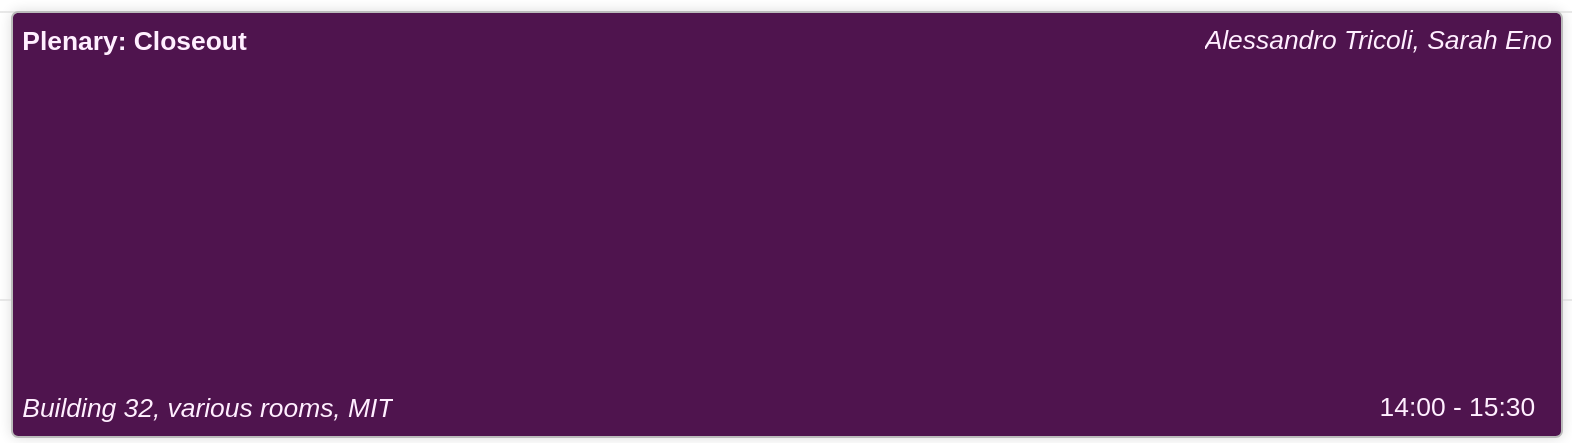 Plenary: Closeout
Alessandro Tricoli, Sarah Eno
Building 32, various rooms, MIT
14:00 - 15:30